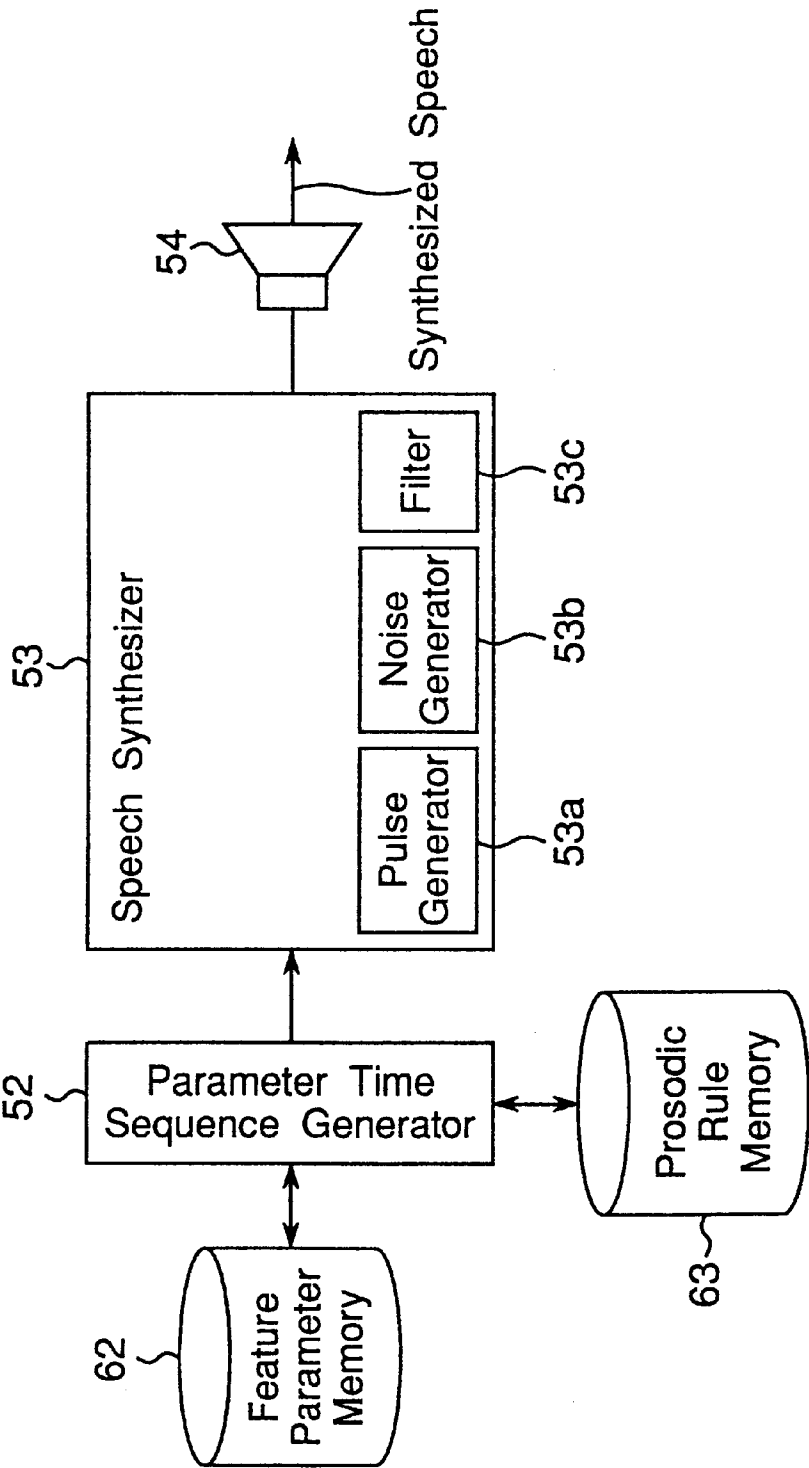 62
Feature
Parameter
Memory
52
Parameter Time
Sequence Generator
63
Prosodic
Rule
Memory
53
Speech Synthesizer
Pulse
Generator
53a
Noise
Generator
53b
Filter
53c
54
Synthesized Speech